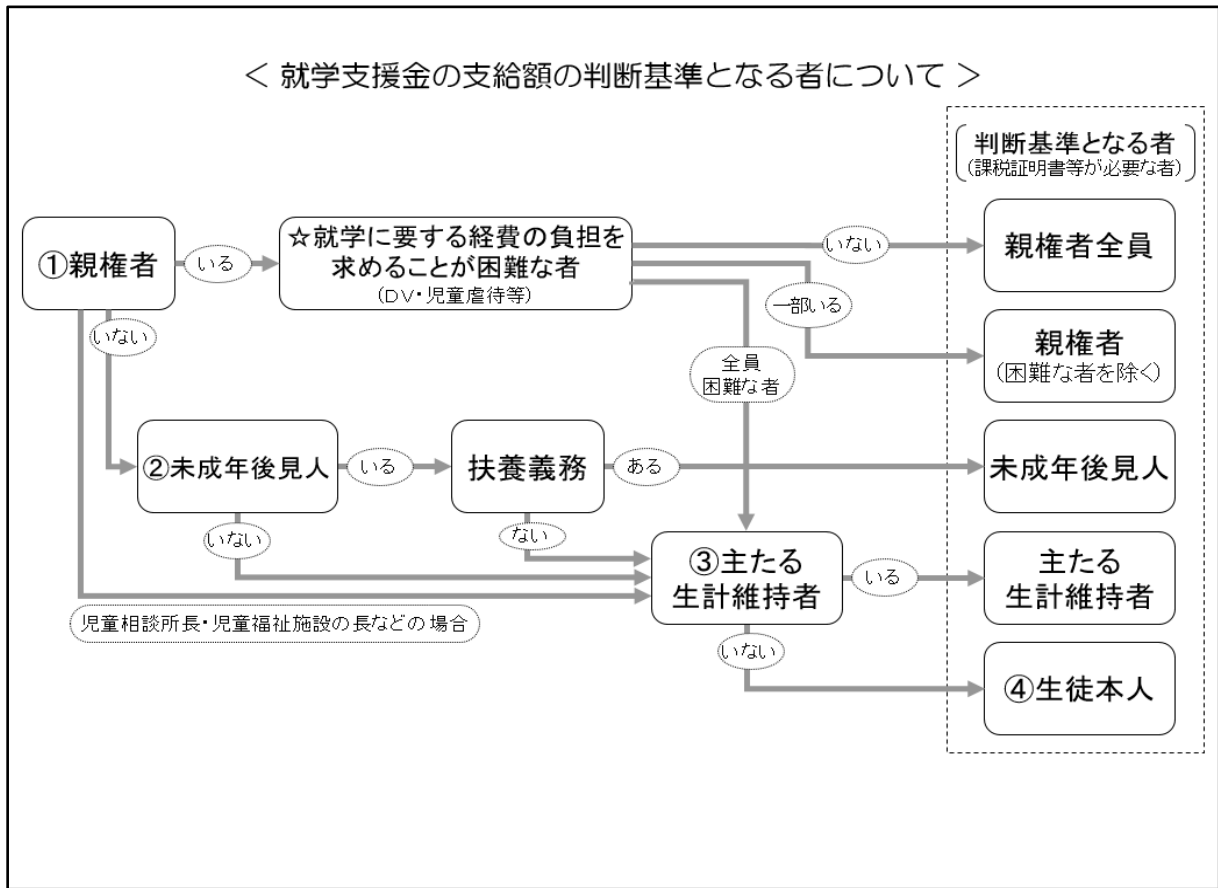 ＜ 就学支援金の支給額の判断基準となる者について ＞
判断基準となる者
(課税証明書等が必要な者)
①親権者
いる
☆就学に要する経費の負担を
求めることが困難な者
(DV・児童虐待等)
いない
親権者全員
一部いる
親権者
(困難な者を除く)
全員
困難な者
いない
②未成年後見人
いる
扶養義務
ある
未成年後見人
いない
ない
③主たる
生計維持者
いる
主たる
生計維持者
児童相談所長・児童福祉施設の長などの場合
いない
④生徒本人